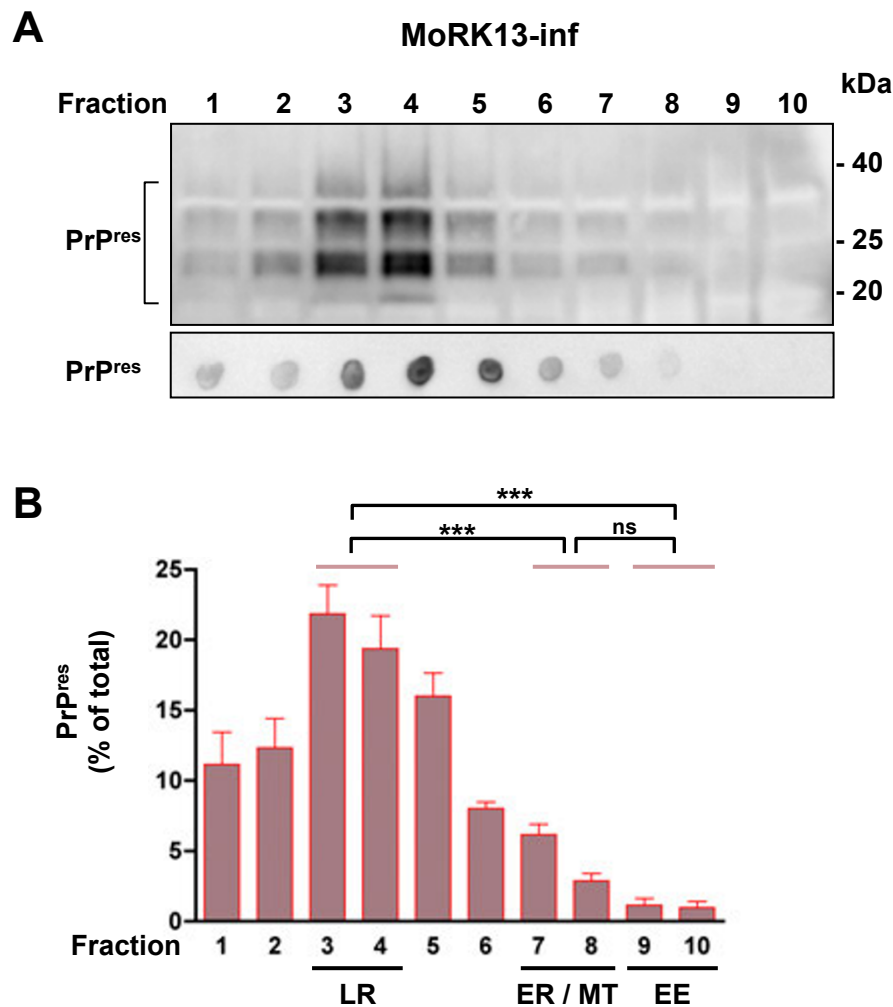 A
MoRK13-inf
Fraction 1 2 3 4 5 6 7 8 9 10 kDa
- 40
PrPres
- 25
- 20
PrPres
B
***
*** ns
25
20
15
10
5
0
PrPres
(% of total)
Fraction 1 2 3 4 5 6 7 8 9 10
LR ER / MT EE